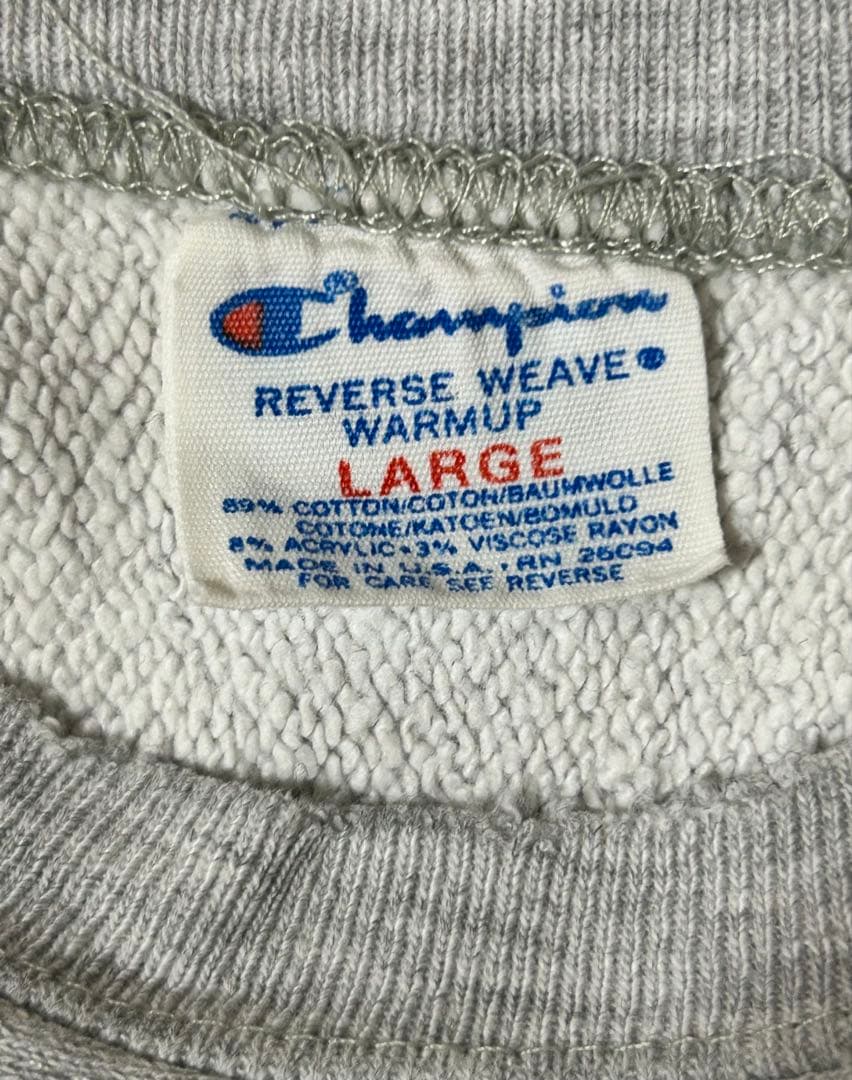 Champion®
REVERSE WEAVE®
WARMUP
LARGE
89% COTTON/COTON/BAUMWOLLE
COTONE/KATOEN/BOMULD
8% ACRYLIC • 3% VISCOSE RAYON
MADE IN U.S.A. • RN 26094
FOR CARE SEE REVERSE